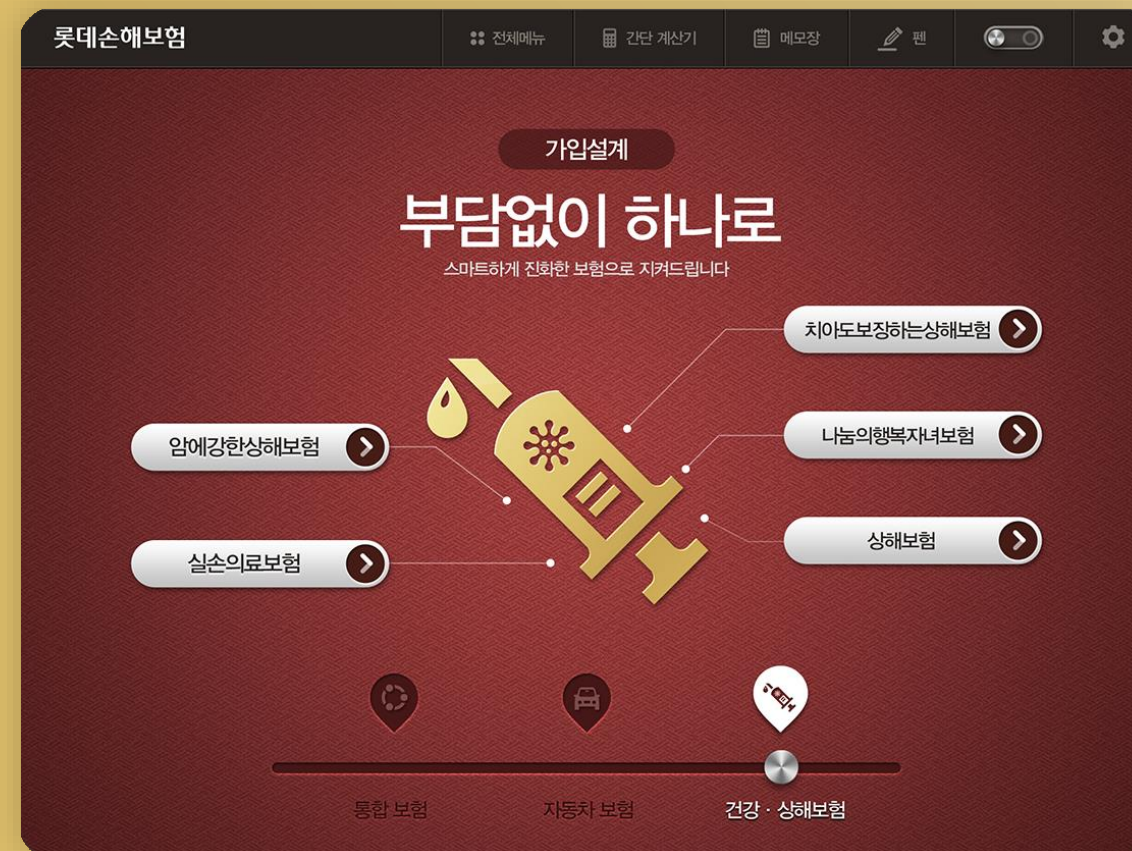 롯데손해보험
전체메뉴
간단 계산기
메모장
펜
가입설계
부담없이 하나로
스마트하게 진화한 보험으로 지켜드립니다
치아도보장하는상해보험
암에강한상해보험
나눔의행복자녀보험
실손의료보험
상해보험
통합 보험
자동차 보험
건강 · 상해보험